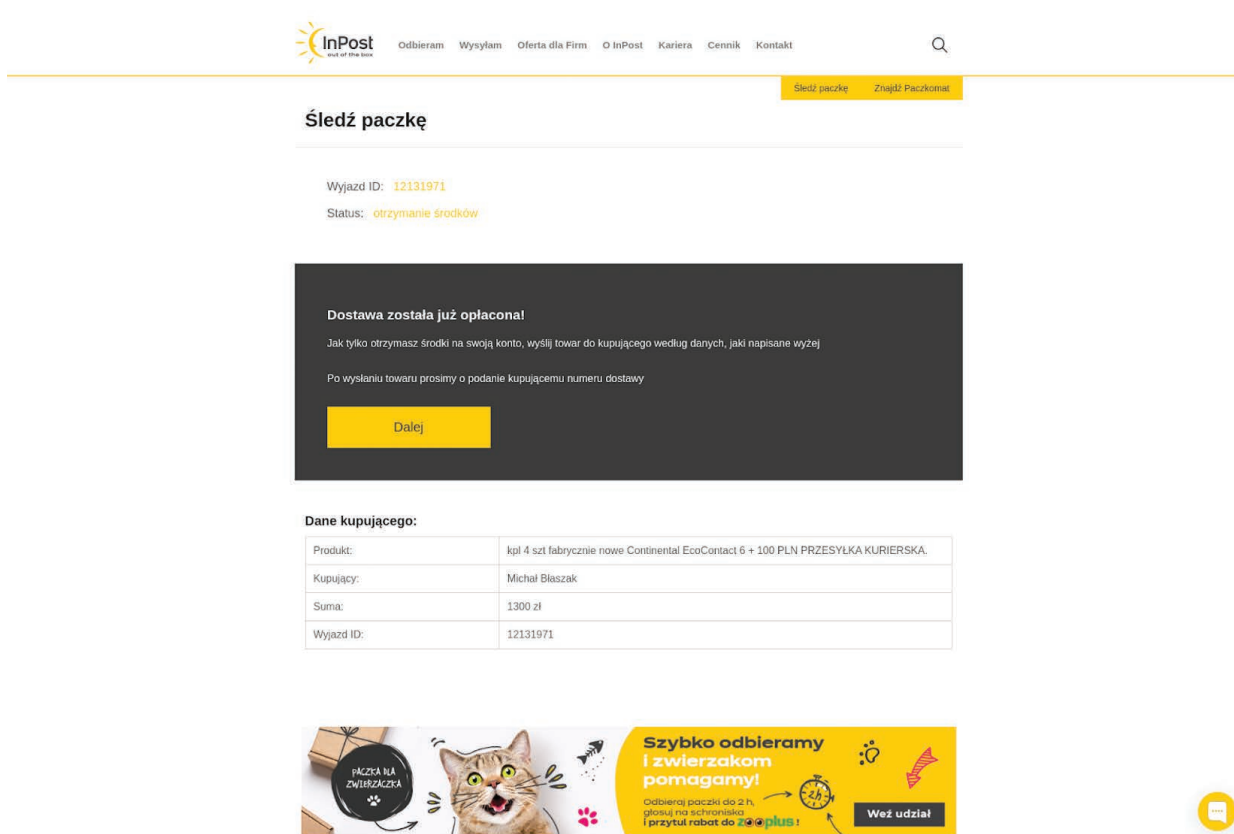 InPost
out of the box
Odbieram Wysyłam Oferta dla Firm O InPost Kariera Cennik Kontakt
Śledź paczkę Znajdź Paczkomat
Śledź paczkę
Wyjazd ID: 12131971
Status: otrzymanie środków
Dostawa została już opłacona!
Jak tylko otrzymasz środki na swoją konto, wyślij towar do kupującego według danych, jaki napisane wyżej
Po wysłaniu towaru prosimy o podanie kupującemu numeru dostawy
Dalej
Dane kupującego:
Produkt: kpl 4 szt fabrycznie nowe Continental EcoContact 6 + 100 PLN PRZESYŁKA KURIERSKA.
Kupujący: Michał Błaszak
Suma: 1300 zł
Wyjazd ID: 12131971
PACZKA DLA
ZWIERZACZKA
Szybko odbieramy
i zwierzakom
pomagamy!
Odbieraj paczki do 2 h,
głosuj na schroniska
i przytul rabat do zooplus !
2h
Weź udział